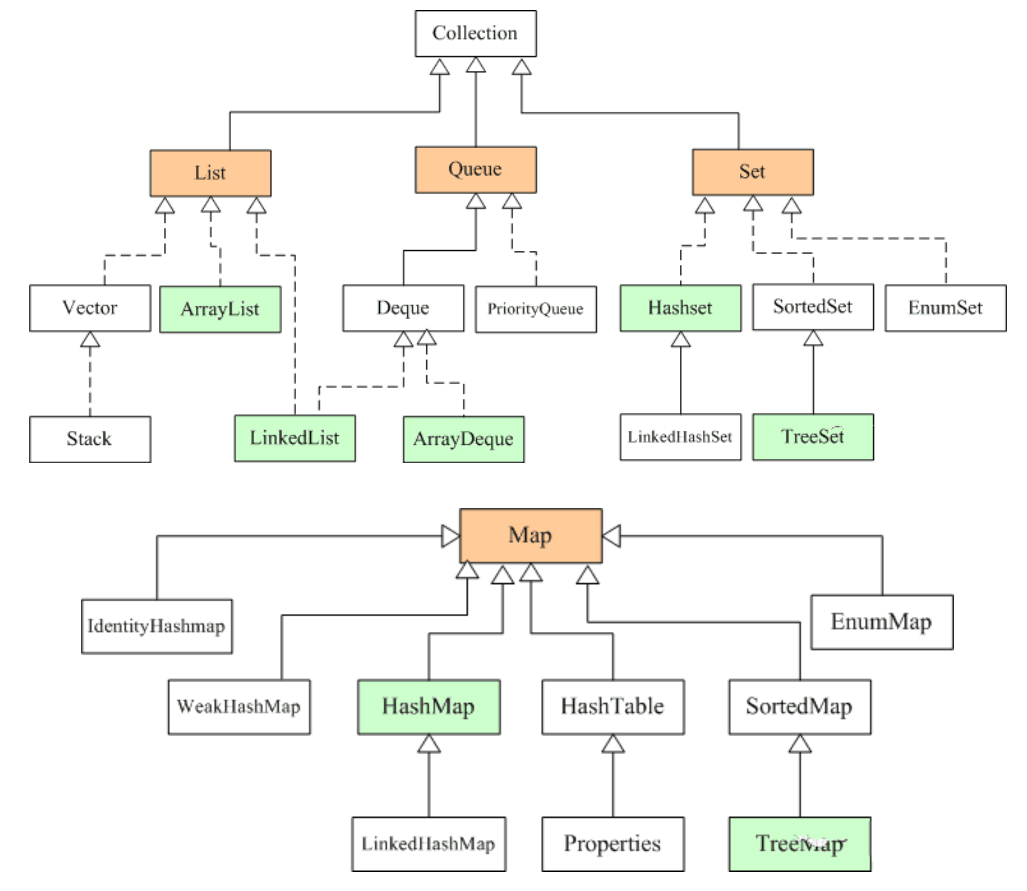 Collection
List
Queue
Set
Vector
ArrayList
Deque
PriorityQueue
Hashset
SortedSet
EnumSet
Stack
LinkedList
ArrayDeque
LinkedHashSet
TreeSet
Map
IdentityHashmap
EnumMap
WeakHashMap
HashMap
HashTable
SortedMap
LinkedHashMap
Properties
TreeMap